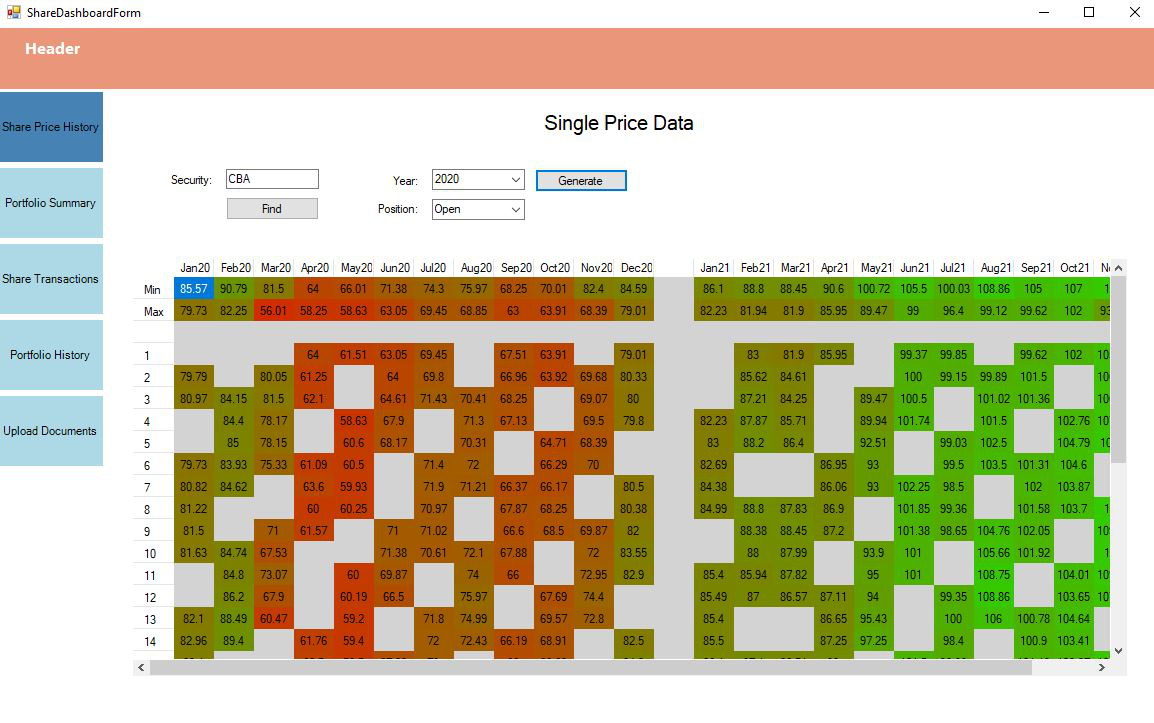 ShareDashboardForm
Header
Share Price History
Portfolio Summary
Share Transactions
Portfolio History
Upload Documents
Single Price Data
Security: CBA Year: 2020 Generate
Find Position: Open
Jan20 Feb20 Mar20 Apr20 May20 Jun20 Jul20 Aug20 Sep20 Oct20 Nov20 Dec20 Jan21 Feb21 Mar21 Apr21 May21 Jun21 Jul21 Aug21 Sep21 Oct21
Min 85.57 90.79 81.5 64 66.01 71.38 74.3 75.97 68.25 70.01 82.4 84.59 86.1 88.8 88.45 90.6 100.72 105.5 100.03 108.86 105 107
Max 79.73 82.25 56.01 58.25 58.63 63.05 69.45 68.85 63 63.91 68.39 79.01 82.23 81.94 81.9 85.95 89.47 99 96.4 99.12 99.62 102
1 64 61.51 63.05 69.45 67.51 63.91 79.01 83 81.9 85.95 99.37 99.85 99.62 102
2 79.79 80.05 61.25 64 69.8 66.96 63.92 69.68 80.33 85.62 84.61 100 99.15 99.89 101.5
3 80.97 84.15 81.5 62.1 64.61 71.43 70.41 68.25 69.07 80 87.21 84.25 89.47 100.5 101.02 101.36
4 84.4 78.17 58.63 67.9 71.3 67.13 69.5 79.8 82.23 87.87 85.71 89.94 101.74 101.5 102.76
5 85 78.15 60.6 68.17 70.31 64.71 68.39 83 88.2 86.4 92.51 99.03 102.5 104.79
6 79.73 83.93 75.33 61.09 60.5 71.4 72 66.29 70 82.69 86.95 93 99.5 103.5 101.31 104.6
7 80.82 84.62 63.6 59.93 71.9 71.21 66.37 66.17 80.5 84.38 86.06 93 102.25 98.5 102 103.87
8 81.22 60 60.25 70.97 67.87 68.25 80.38 84.99 88.8 87.83 86.9 101.85 99.36 101.58 103.7
9 81.5 71 61.57 71 71.02 66.6 68.5 69.87 82 88.38 88.45 87.2 101.38 98.65 104.76 102.05
10 81.63 84.74 67.53 71.38 70.61 72.1 67.88 72 83.55 88 87.99 93.9 101 105.66 101.92
11 84.8 73.07 60 69.87 74 66 72.95 82.9 85.4 85.94 87.82 95 101 108.75 104.01
12 86.2 67.9 60.19 66.5 75.97 67.69 74.4 85.49 87 86.57 87.11 94 99.35 108.86 103.65
13 82.1 88.49 60.47 59.2 71.8 74.99 69.57 72.8 85.4 86.65 95.43 100 106 100.78 104.64
14 82.96 89.4 61.76 59.4 72 72.43 66.19 68.91 82.5 85.5 87.25 97.25 98.4 100.9 103.41